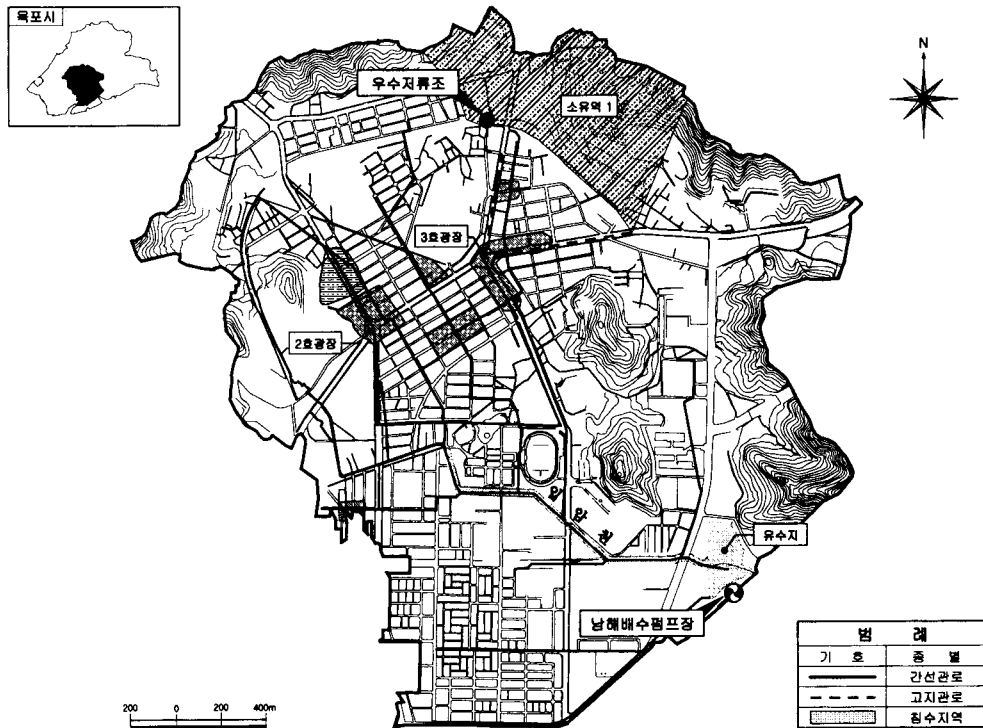 목포시
N
우수저류조
소유역 1
3호광장
2호광장
유수지
남해배수펌프장
범 례
기 호 종 별
간선관로
고지관로
침수지역
200 0 200 400m